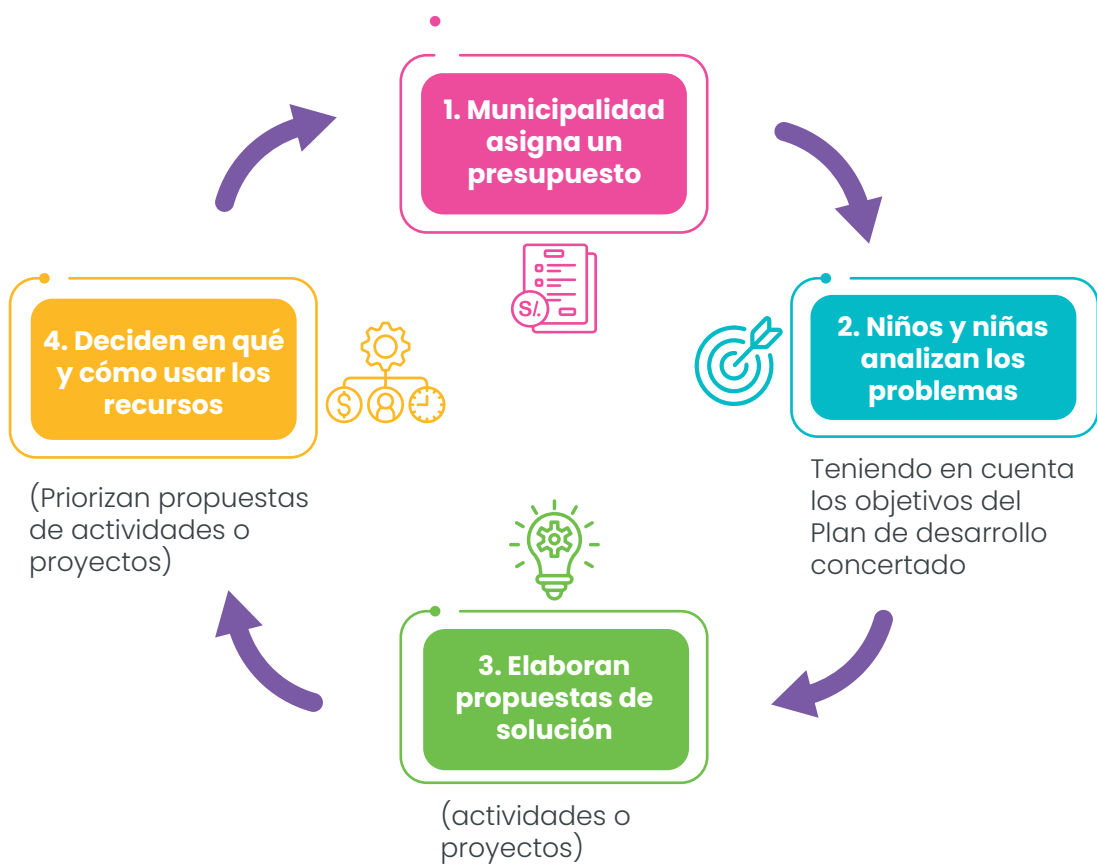 1. Municipalidad
asigna un
presupuesto
S/.
2. Niños y niñas
analizan los
problemas
Teniendo en cuenta
los objetivos del
Plan de desarrollo
concertado
3. Elaboran
propuestas de
solución
(actividades o
proyectos)
4. Deciden en qué
y cómo usar los
recursos
$
(Priorizan propuestas
de actividades o
proyectos)